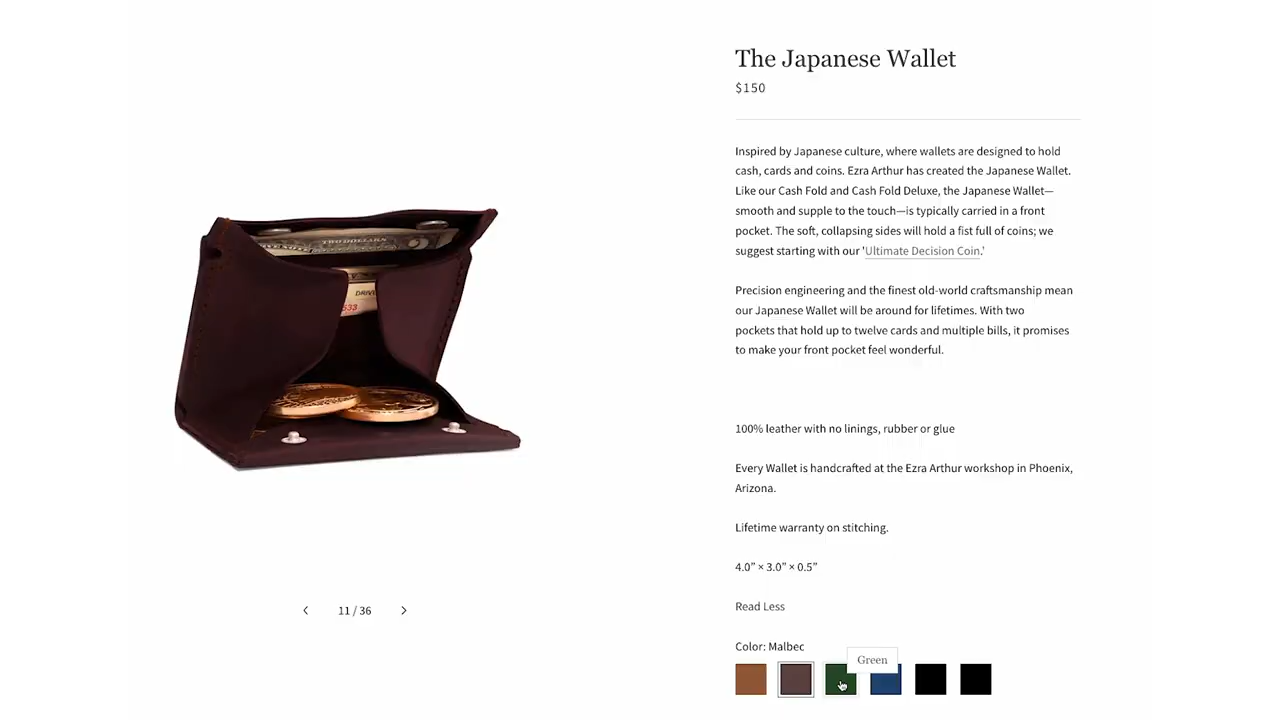 The Japanese Wallet
$150
Inspired by Japanese culture, where wallets are designed to hold
cash, cards and coins. Ezra Arthur has created the Japanese Wallet.
Like our Cash Fold and Cash Fold Deluxe, the Japanese Wallet—
smooth and supple to the touch—is typically carried in a front
pocket. The soft, collapsing sides will hold a fist full of coins; we
suggest starting with our 'Ultimate Decision Coin.'
Precision engineering and the finest old-world craftsmanship mean
our Japanese Wallet will be around for lifetimes. With two
pockets that hold up to twelve cards and multiple bills, it promises
to make your front pocket feel wonderful.
100% leather with no linings, rubber or glue
Every Wallet is handcrafted at the Ezra Arthur workshop in Phoenix,
Arizona.
Lifetime warranty on stitching.
4.0” × 3.0” × 0.5”
Read Less
Color: Malbec
Green
TWO DOLLARS
533
11 / 36